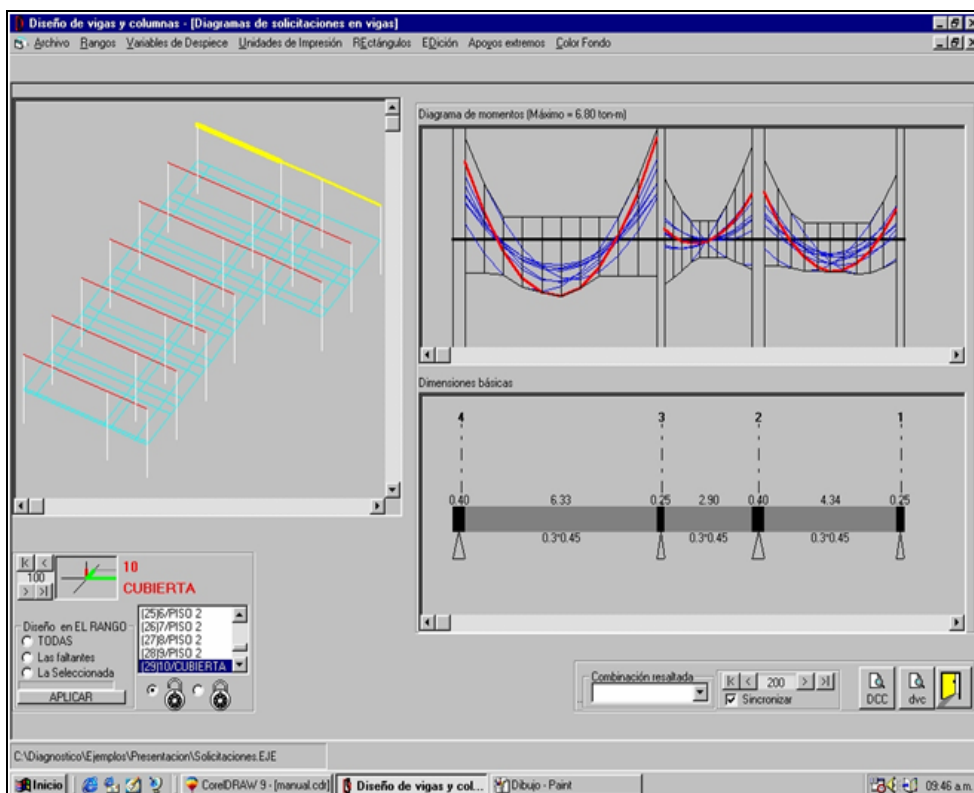 Diseño de vigas y columnas - [Diagramas de solicitaciones en vigas]
Archivo Rangos Variables de Despiece Unidades de Impresión REctángulos EDición Apoyos extremos Color Fondo
Diagrama de momentos (Máximo = 6.80 ton-m)
Dimensiones básicas
4 3 2 1
0.40 6.33 0.25 2.90 0.40 4.34 0.25
0.3*0.45 0.3*0.45 0.3*0.45
100
10
CUBIERTA
Diseño en EL RANGO
TODAS
Las faltantes
La Seleccionada
APLICAR
(25)6/PISO 2
(26)7/PISO 2
(27)8/PISO 2
(28)9/PISO 2
(29)10/CUBIERTA
Combinación resaltada
200
Sincronizar
DCC
dvc
C:\Diagnostico\Ejemplos\Presentacion\Solicitaciones.EJE
Inicio
CorelDRAW 9 - [manual.cdr]
Diseño de vigas y col...
Dibujo - Paint
09:46 a.m.